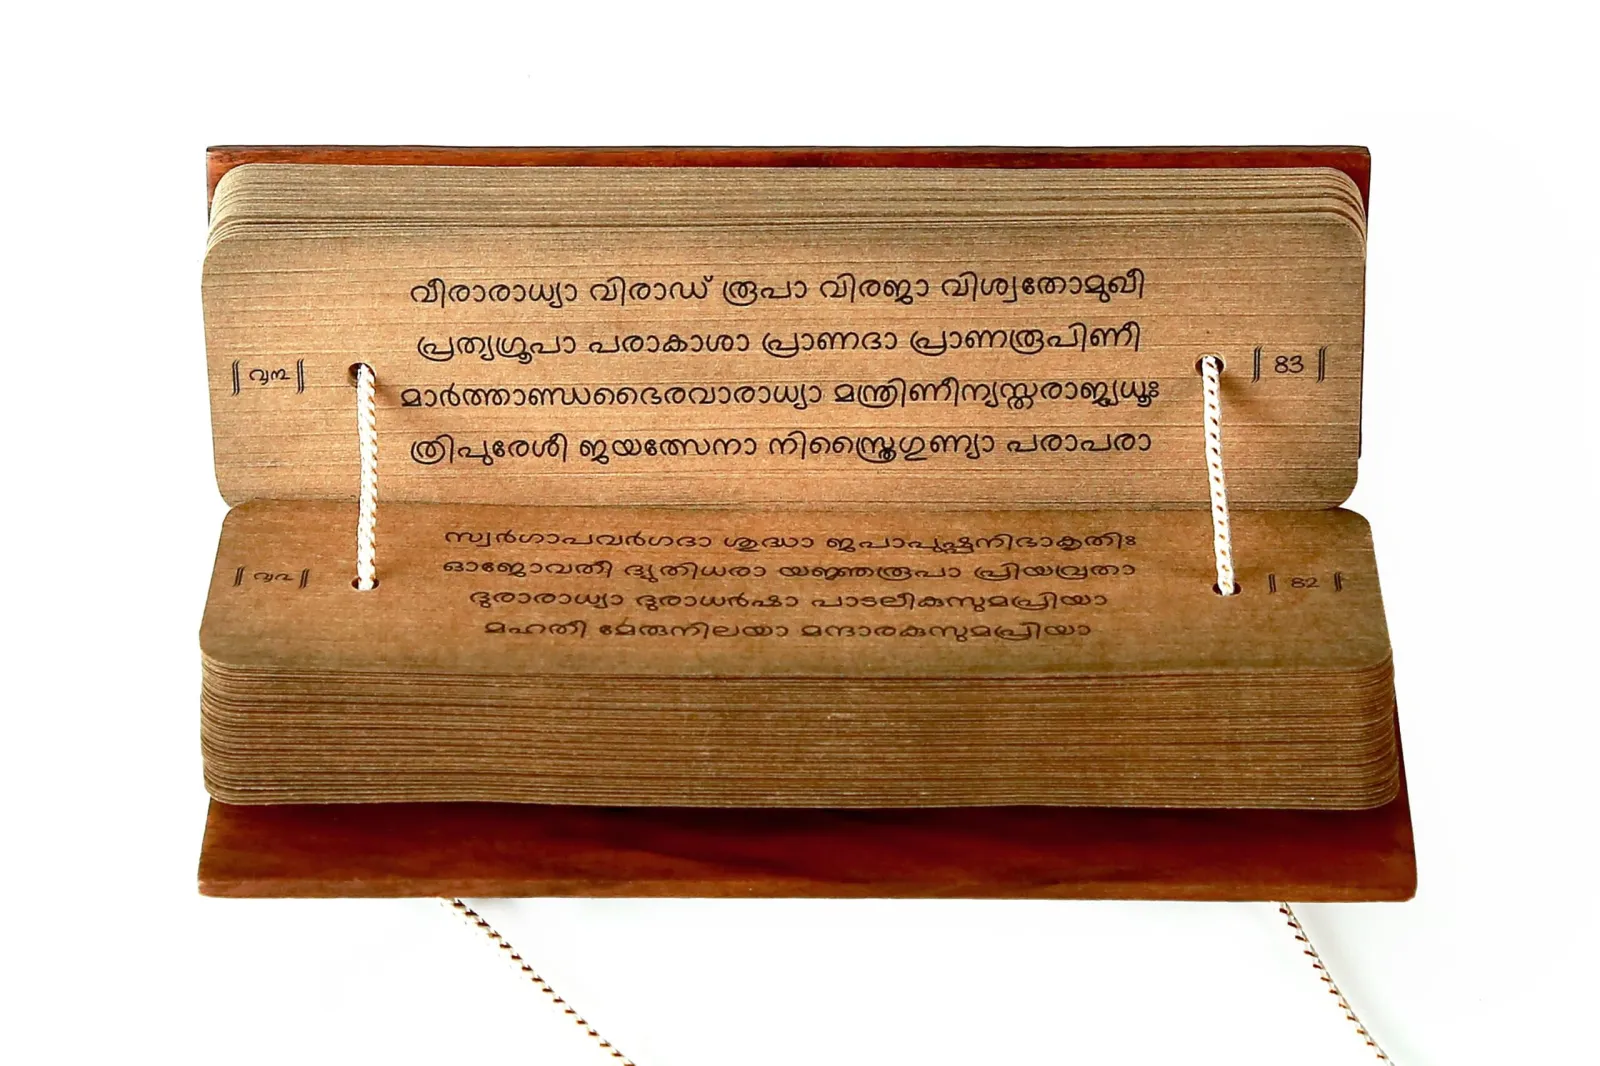 വീരാരാധ്യാ വിരാഡ് രൂപാ വിരജാ വിശ്വതോമുഖീ
പ്രത്യഗ്രൂപാ പരാകാശാ പ്രാണദാ പ്രാണരൂപിണീ
‖ ൮൩ ‖
‖ 83 ‖
മാർത്താണ്ഡഭൈരവാരാധ്യാ മന്ത്രിണീന്യസ്തരാജ്യധൂഃ
ത്രിപുരേശീ ജയത്സേനാ നിസ്ത്രൈഗുണ്യാ പരാപരാ
സ്വർഗാപവർഗദാ ശുദ്ധാ ജപാപുഷ്പനിഭാകൃതിഃ
ഓജോവതീ ദ്യുതിധരാ യജ്ഞരൂപാ പ്രിയവ്രതാ
‖ ൮൨ ‖
‖ 82 ‖
ദുരാരാധ്യാ ദുരാധർഷാ പാടലീകുസുമപ്രിയാ
മഹതീ മേരുനിലയാ മന്ദാരകുസുമപ്രിയാ